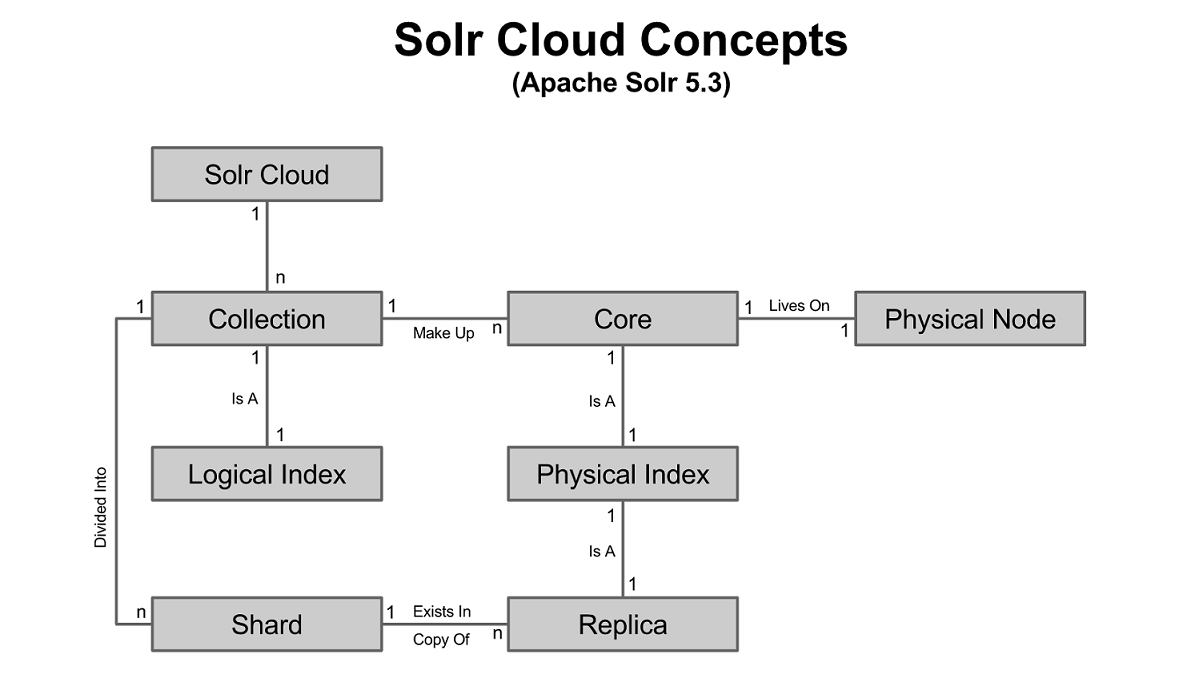 Solr Cloud Concepts
(Apache Solr 5.3)
Solr Cloud
1
n
1
Collection
1
Make Up
n
Core
1
Lives On
1
Physical Node
1
Is A
1
1
Is A
1
Logical Index
Physical Index
Divided Into
1
Is A
1
n
Shard
1
Exists In
Copy Of
n
Replica